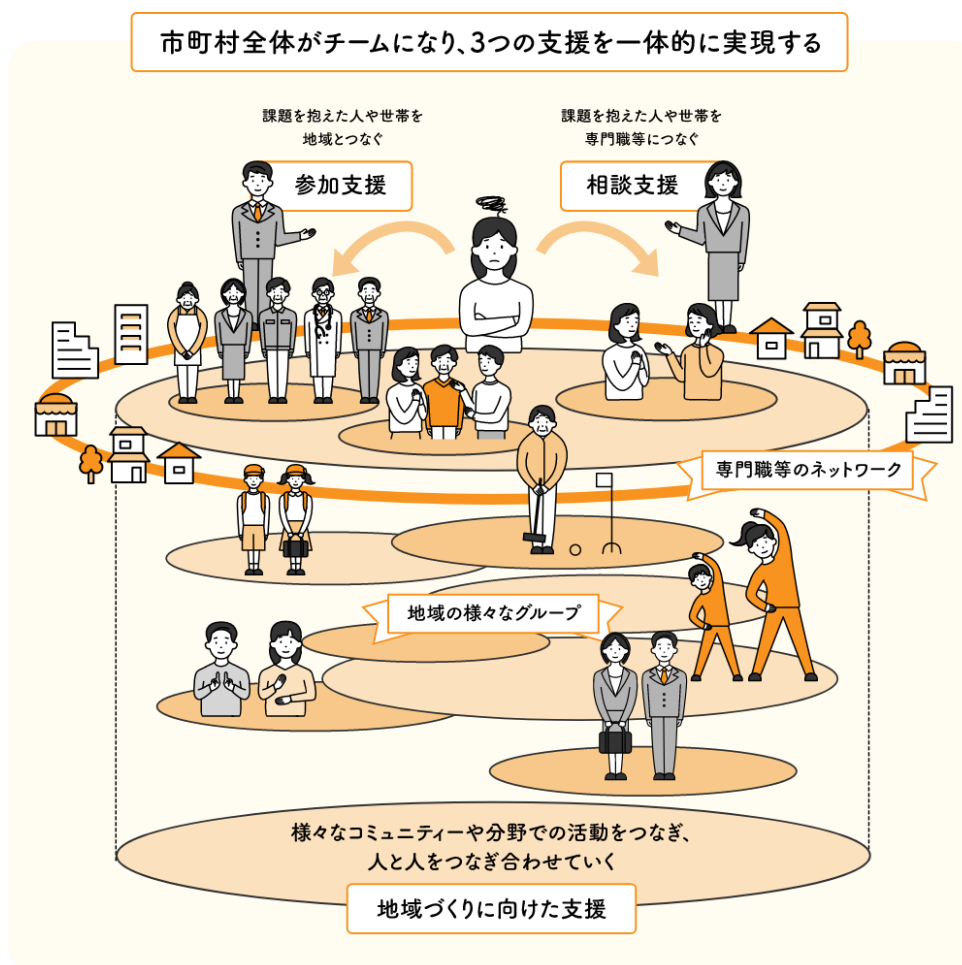 市町村全体がチームになり、3つの支援を一体的に実現する
課題を抱えた人や世帯を
地域とつなぐ
参加支援
課題を抱えた人や世帯を
専門職等につなぐ
相談支援
専門職等のネットワーク
地域の様々なグループ
様々なコミュニティーや分野での活動をつなぎ、
人と人をつなぎ合わせていく
地域づくりに向けた支援